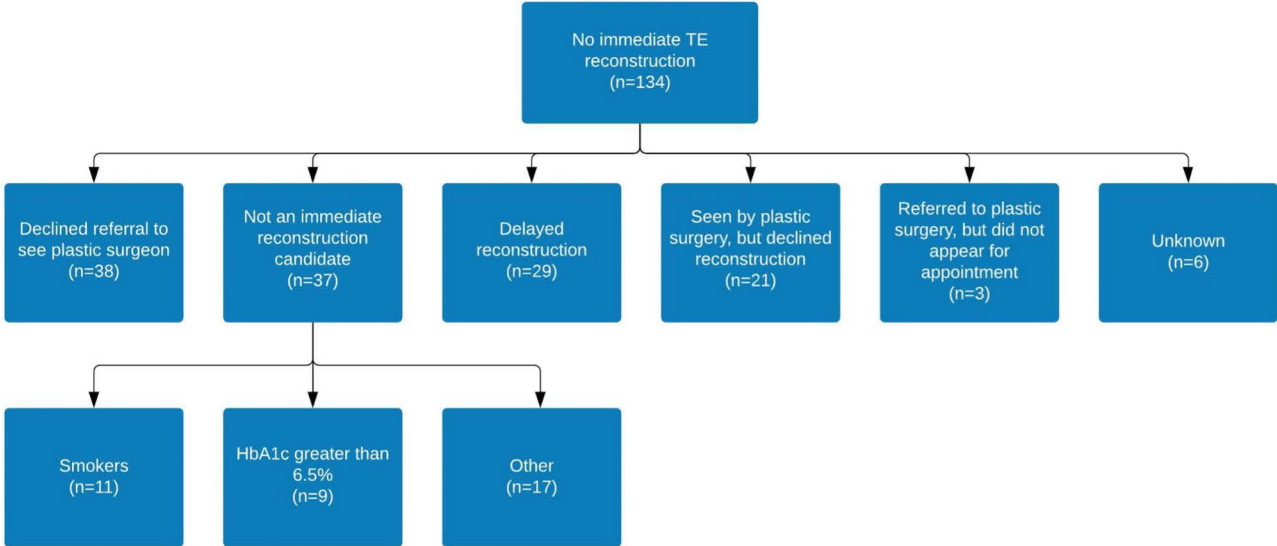 No immediate TE
reconstruction
(n=134)
Declined referral to
see plastic surgeon
(n=38)
Not an immediate
reconstruction
candidate
(n=37)
Delayed
reconstruction
(n=29)
Seen by plastic
surgery, but declined
reconstruction
(n=21)
Referred to plastic
surgery, but did not
appear for
appointment
(n=3)
Unknown
(n=6)
Smokers
(n=11)
HbA1c greater than
6.5%
(n=9)
Other
(n=17)